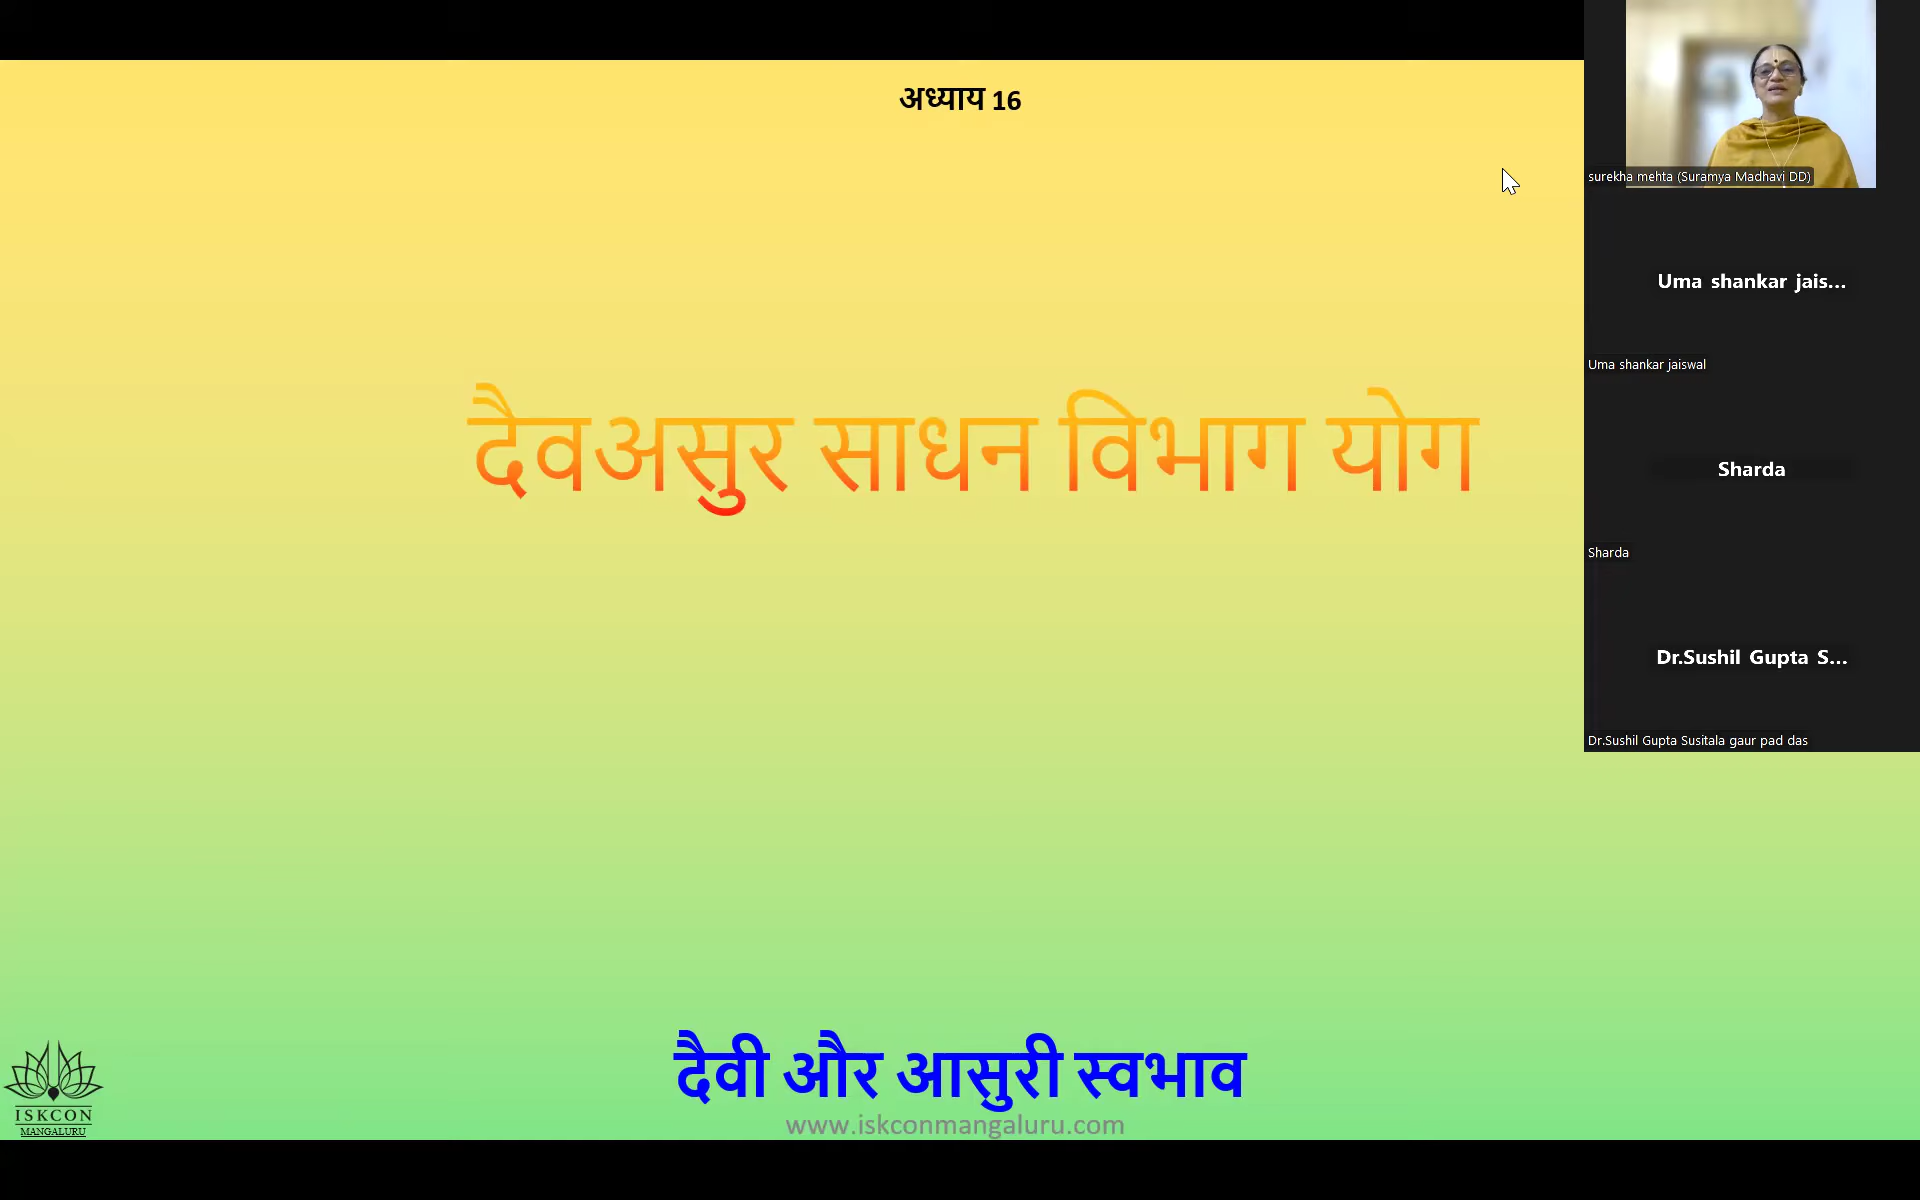 अध्याय 16
दैवअसुर साधन विभाग योग
दैवी और आसुरी स्वभाव
www.iskconmangaluru.com
ISKCON
MANGALURU
surekha mehta (Suramya Madhavi DD)
Uma shankar jais...
Uma shankar jaiswal
Sharda
Sharda
Dr.Sushil Gupta S...
Dr.Sushil Gupta Susitala gaur pad das